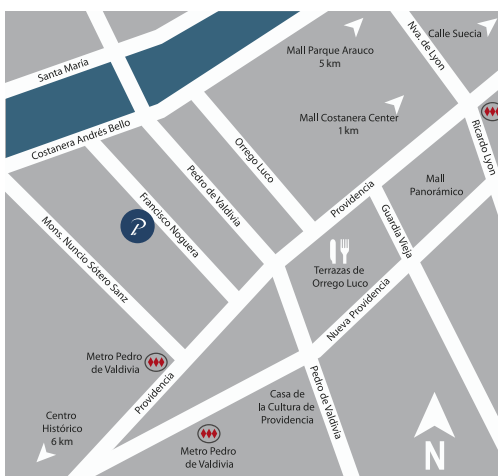 Calle Suecia
Nva. de Lyon
Mall Parque Arauco
5 km
Santa María
Mall Costanera Center
1 km
Ricardo Lyon
Costanera Andrés Bello
Orrego Luco
Pedro de Valdivia
Mall
Panorámico
Providencia
Francisco Noguera
P
Guardia Vieja
Mons. Nuncio Sótero Sanz
Terrazas de
Orrego Luco
Nueva Providencia
Metro Pedro
de Valdivia
Providencia
Pedro de Valdivia
Casa de
la Cultura de
Providencia
Centro
Histórico
6 km
Metro Pedro
de Valdivia
N